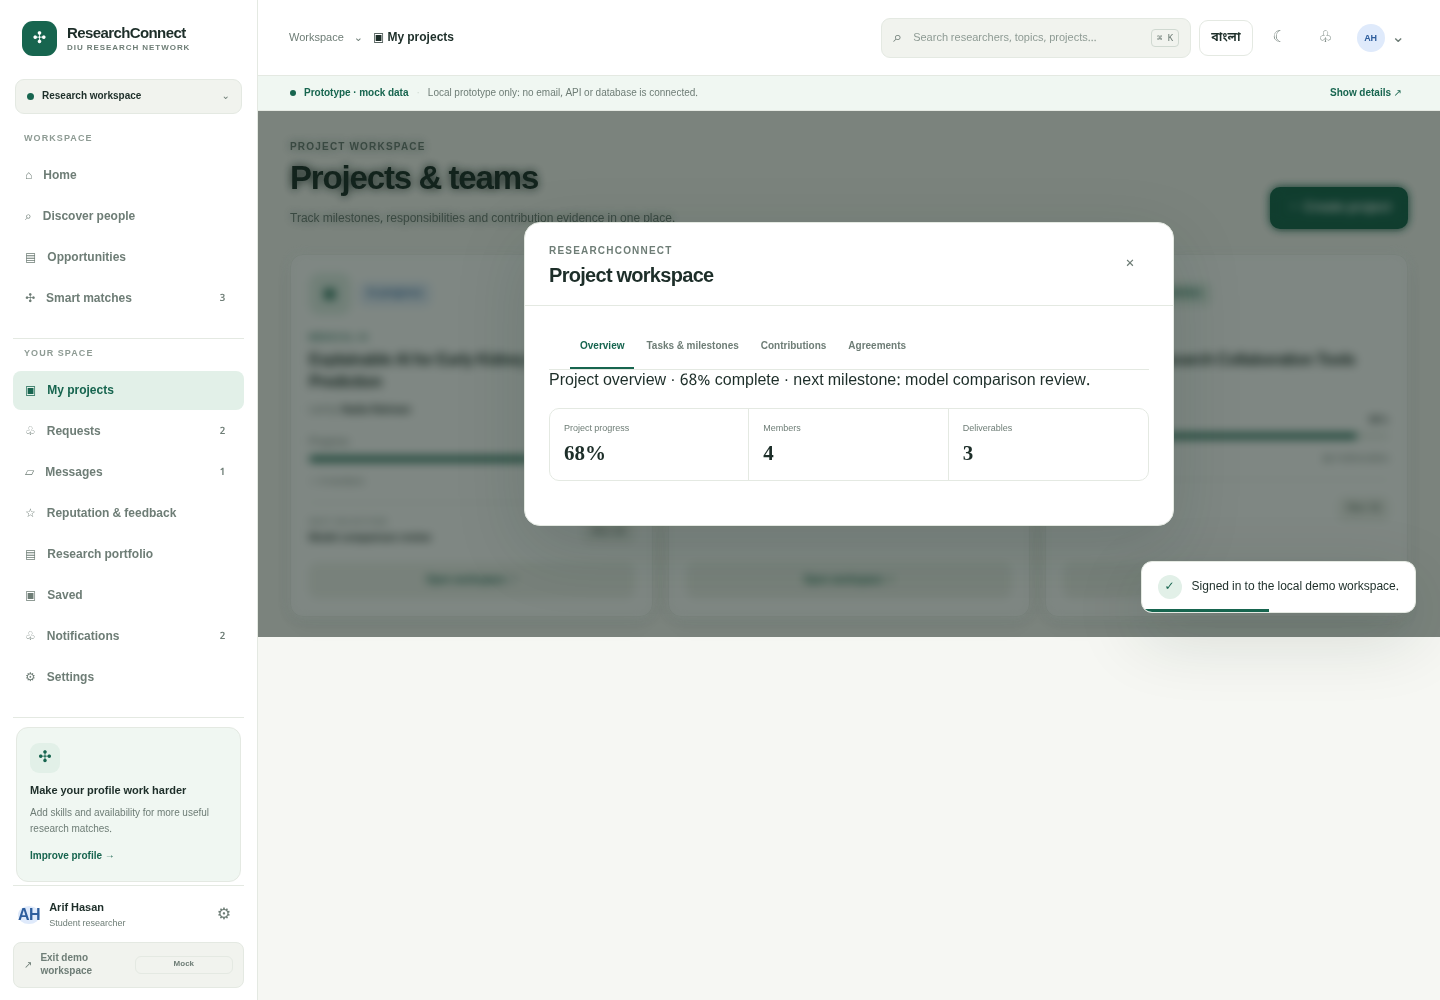 ResearchConnect
DIU RESEARCH NETWORK
Research workspace
WORKSPACE
Home
Discover people
Opportunities
Smart matches 3
YOUR SPACE
My projects
Requests 2
Messages 1
Reputation & feedback
Research portfolio
Saved
Notifications 2
Settings
Make your profile work harder
Add skills and availability for more useful
research matches.
Improve profile →
AH
Arif Hasan
Student researcher
↗ Exit demo
workspace
Mock
Workspace
My projects
Search researchers, topics, projects...
⌘ K
বাংলা
AH
Prototype · mock data · Local prototype only: no email, API or database is connected.
Show details ↗
PROJECT WORKSPACE
Projects & teams
Track milestones, responsibilities and contribution evidence in one place.
RESEARCHCONNECT
Project workspace
×
Overview Tasks & milestones Contributions Agreements
Project overview · 68% complete · next milestone: model comparison review.
Project progress Members Deliverables
68% 4 3
✓ Signed in to the local demo workspace.